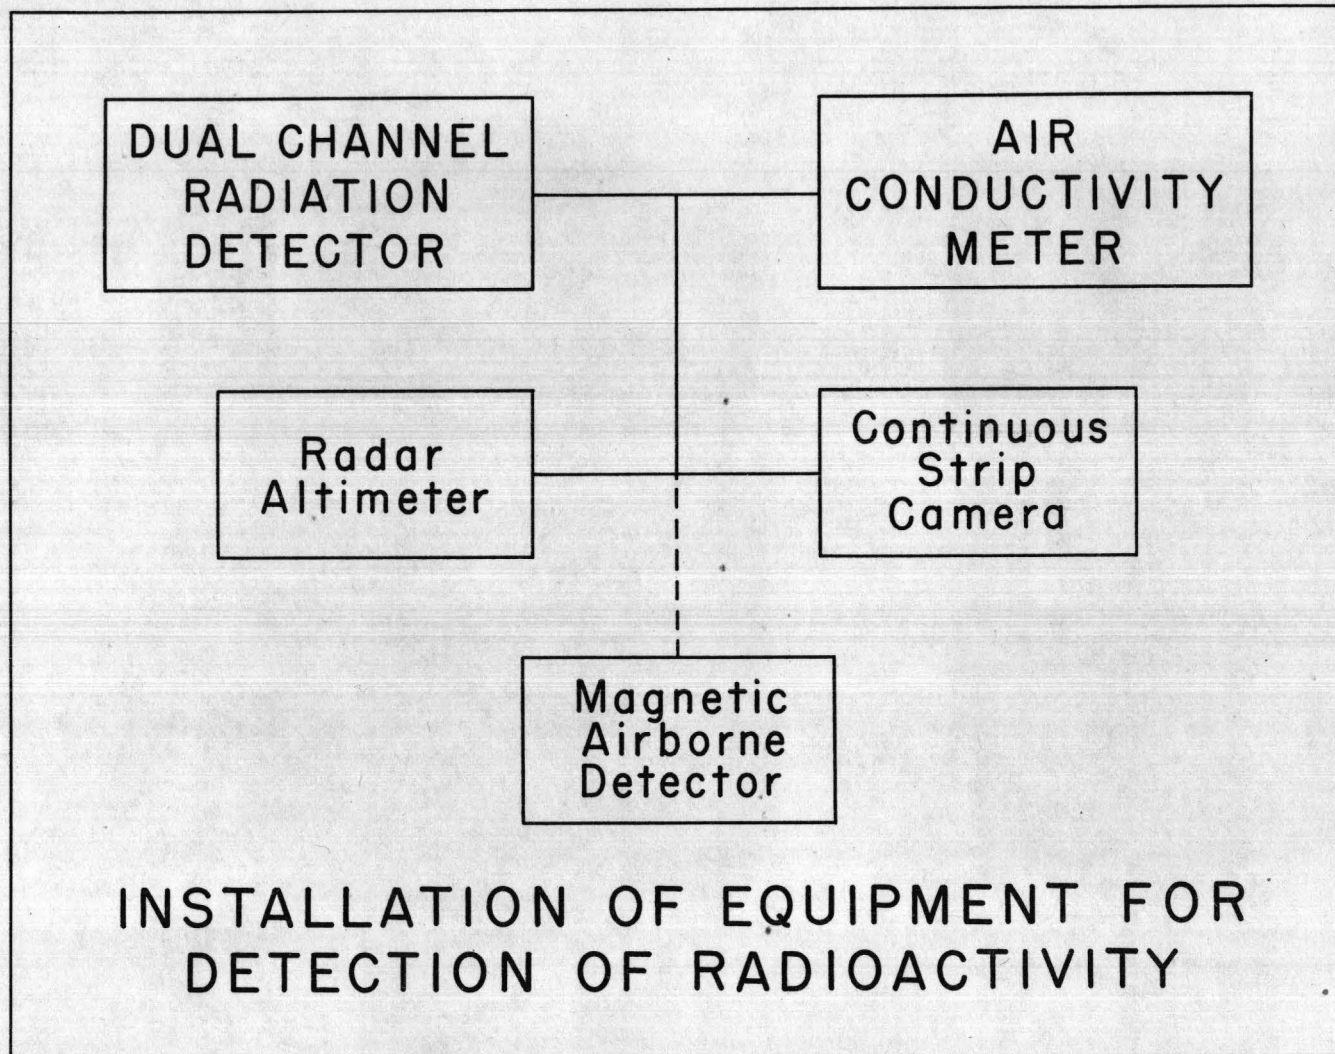 DUAL CHANNEL
RADIATION
DETECTOR
AIR
CONDUCTIVITY
METER
Radar
Altimeter
Continuous
Strip
Camera
Magnetic
Airborne
Detector
INSTALLATION OF EQUIPMENT FOR
DETECTION OF RADIOACTIVITY